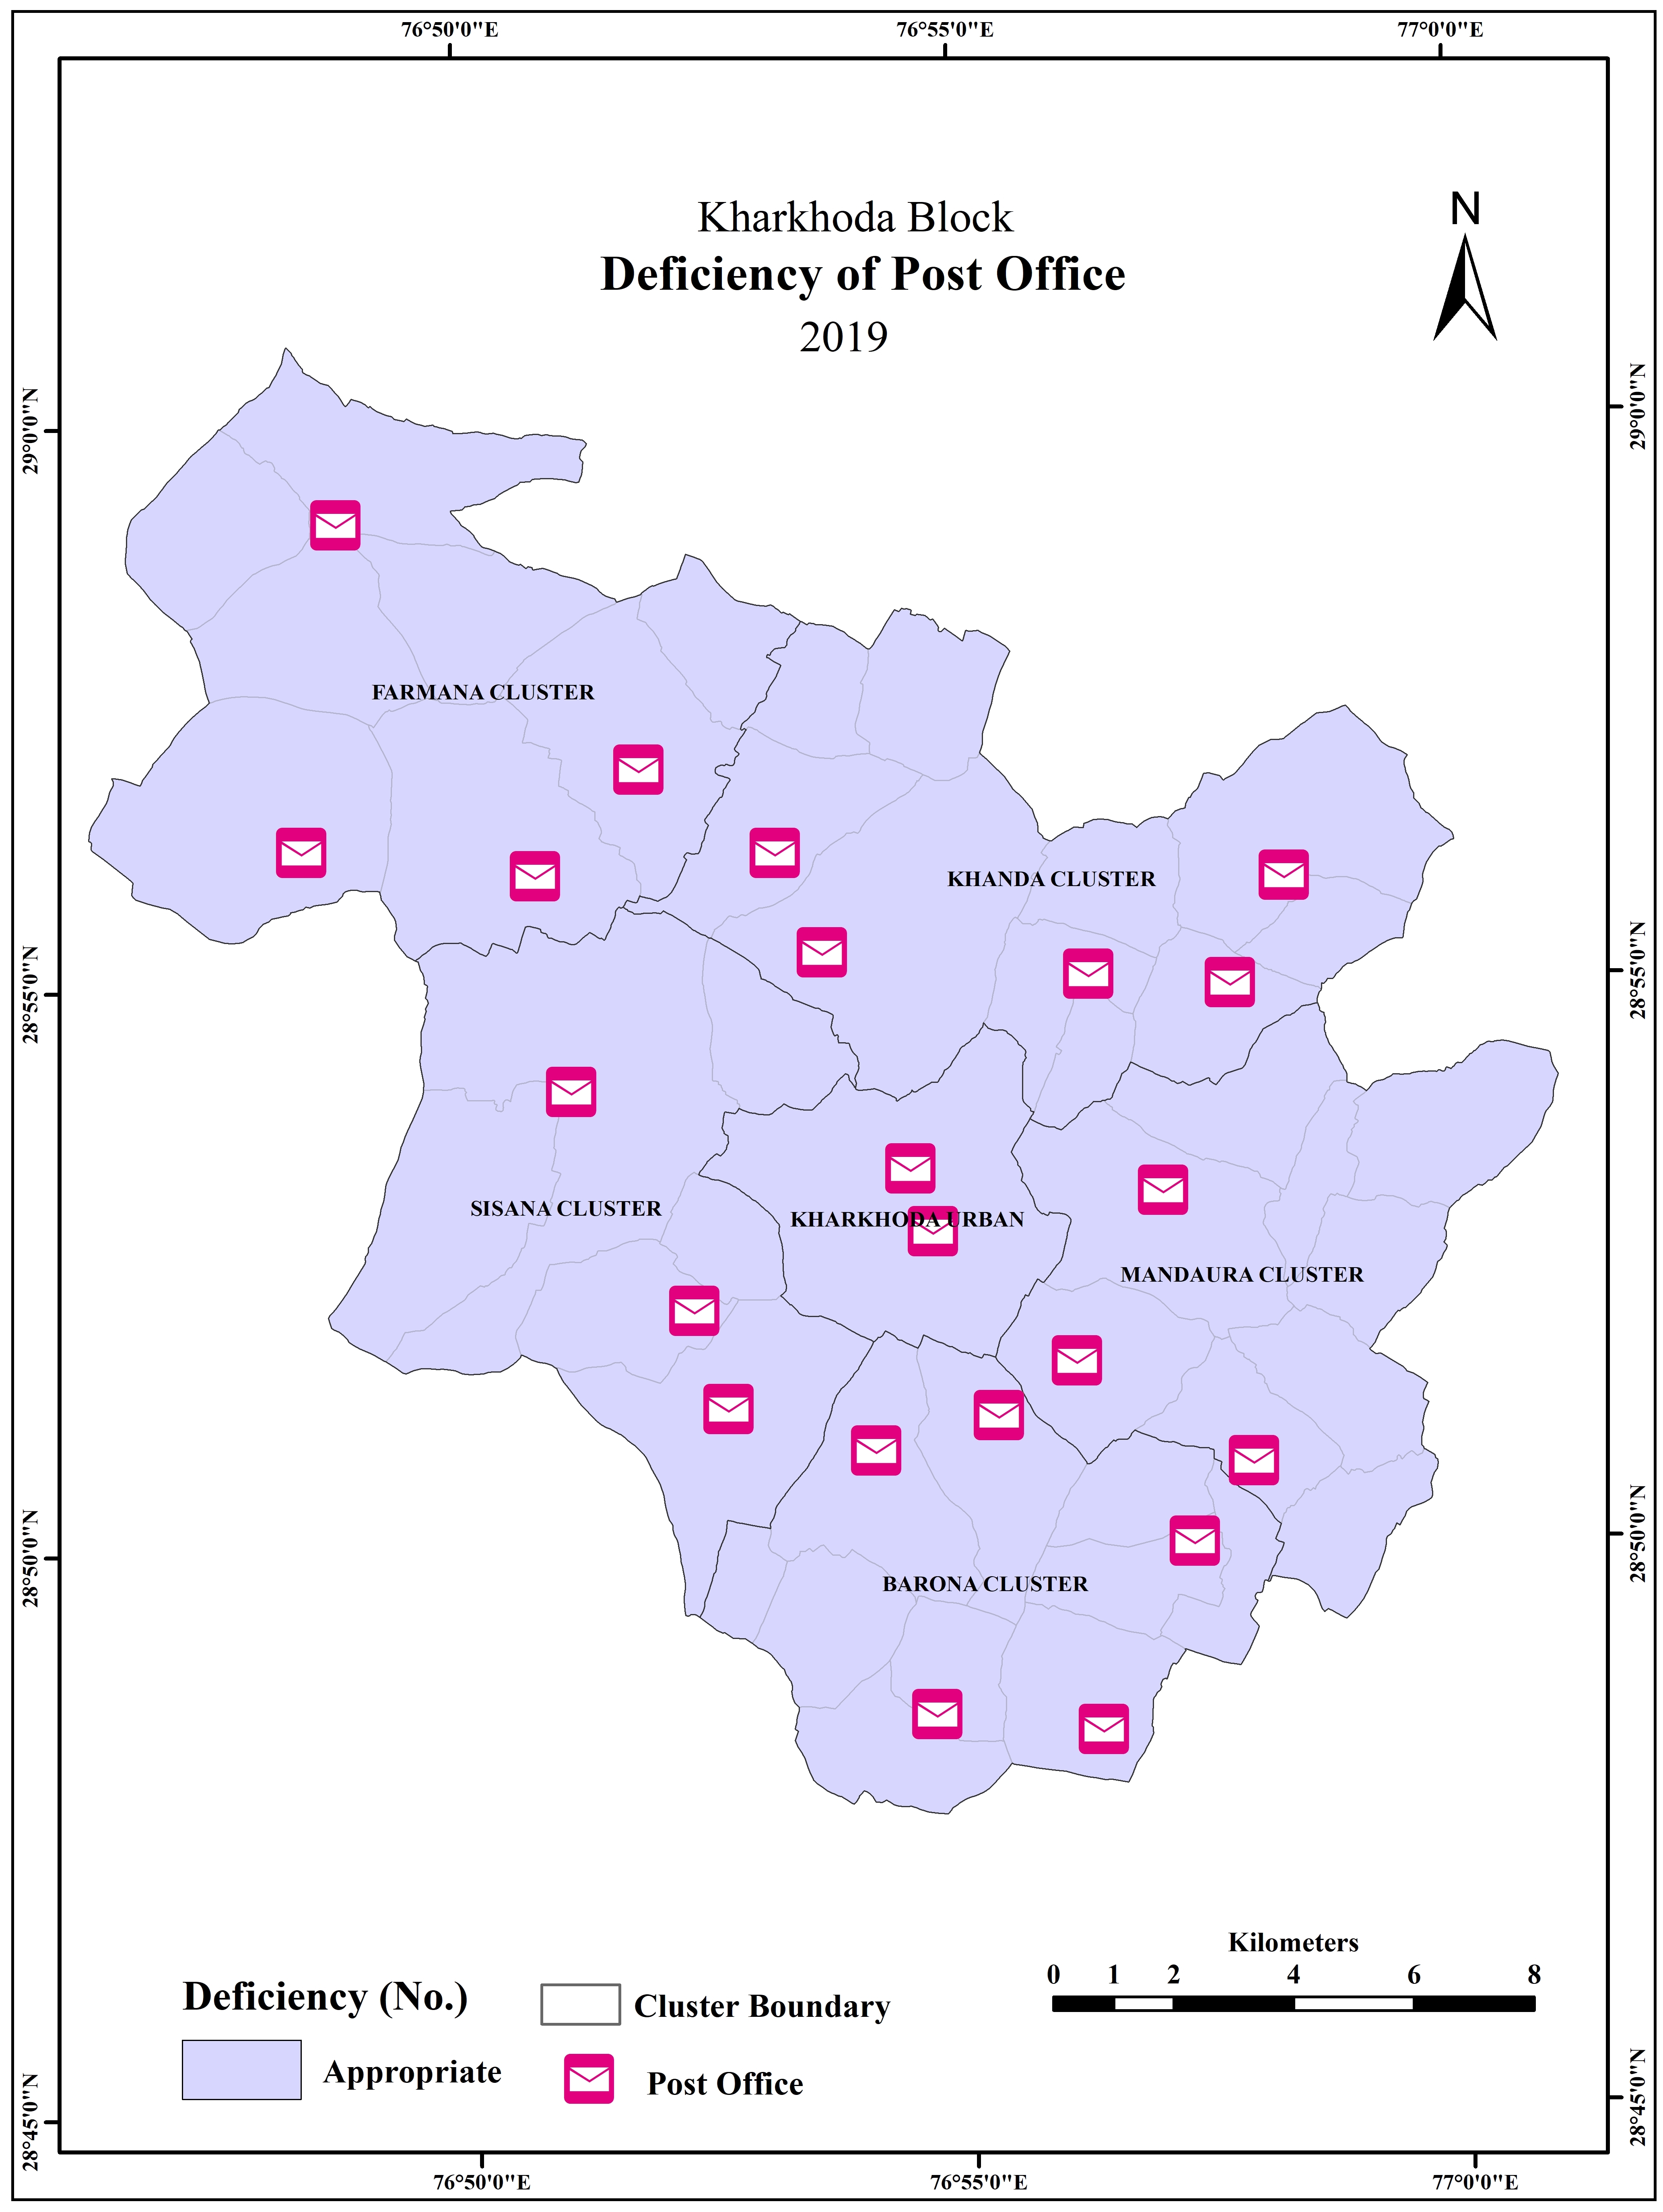 76°50'0"E 76°55'0"E 77°0'0"E
Kharkhoda Block
Deficiency of Post Office
2019
N
29°0'0"N
29°0'0"N
FARMANA CLUSTER
KHANDA CLUSTER
28°55'0"N
28°55'0"N
SISANA CLUSTER
KHARKHODA URBAN
MANDAURA CLUSTER
28°50'0"N
28°50'0"N
BARONA CLUSTER
Kilometers
0 1 2 4 6 8
Deficiency (No.)
Cluster Boundary
Appropriate
Post Office
28°45'0"N
28°45'0"N
76°50'0"E 76°55'0"E 77°0'0"E